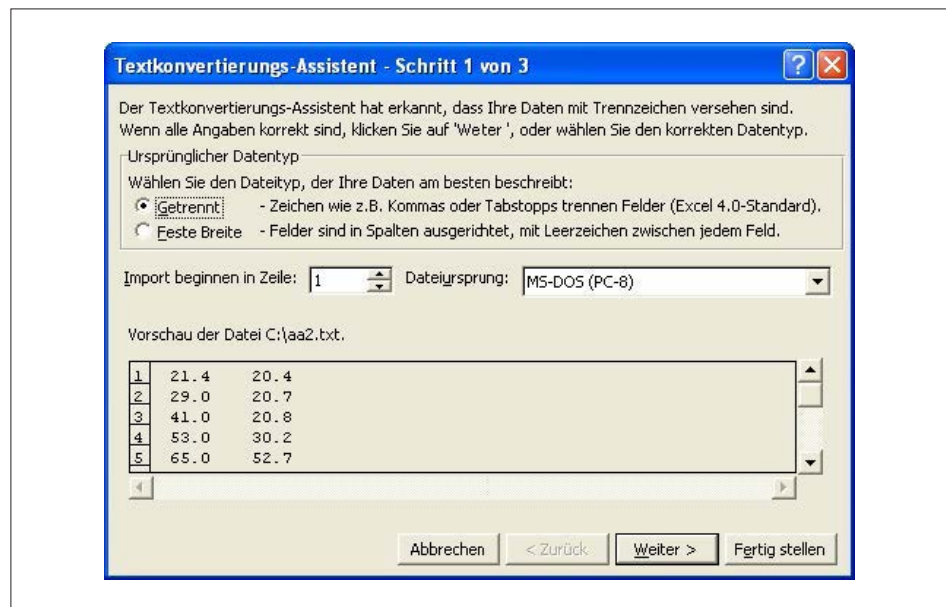 Textkonvertierungs-Assistent - Schritt 1 von 3
Der Textkonvertierungs-Assistent hat erkannt, dass Ihre Daten mit Trennzeichen versehen sind.
Wenn alle Angaben korrekt sind, klicken Sie auf 'Weter ', oder wählen Sie den korrekten Datentyp.
Ursprünglicher Datentyp
Wählen Sie den Dateityp, der Ihre Daten am besten beschreibt:
Getrennt - Zeichen wie z.B. Kommas oder Tabstopps trennen Felder (Excel 4.0-Standard).
Feste Breite - Felder sind in Spalten ausgerichtet, mit Leerzeichen zwischen jedem Feld.
Import beginnen in Zeile: 1 Dateiursprung: MS-DOS (PC-8)
Vorschau der Datei C:\aa2.txt.
1 21.4 20.4
2 29.0 20.7
3 41.0 20.8
4 53.0 30.2
5 65.0 52.7
Abbrechen < Zurück Weiter > Fertig stellen